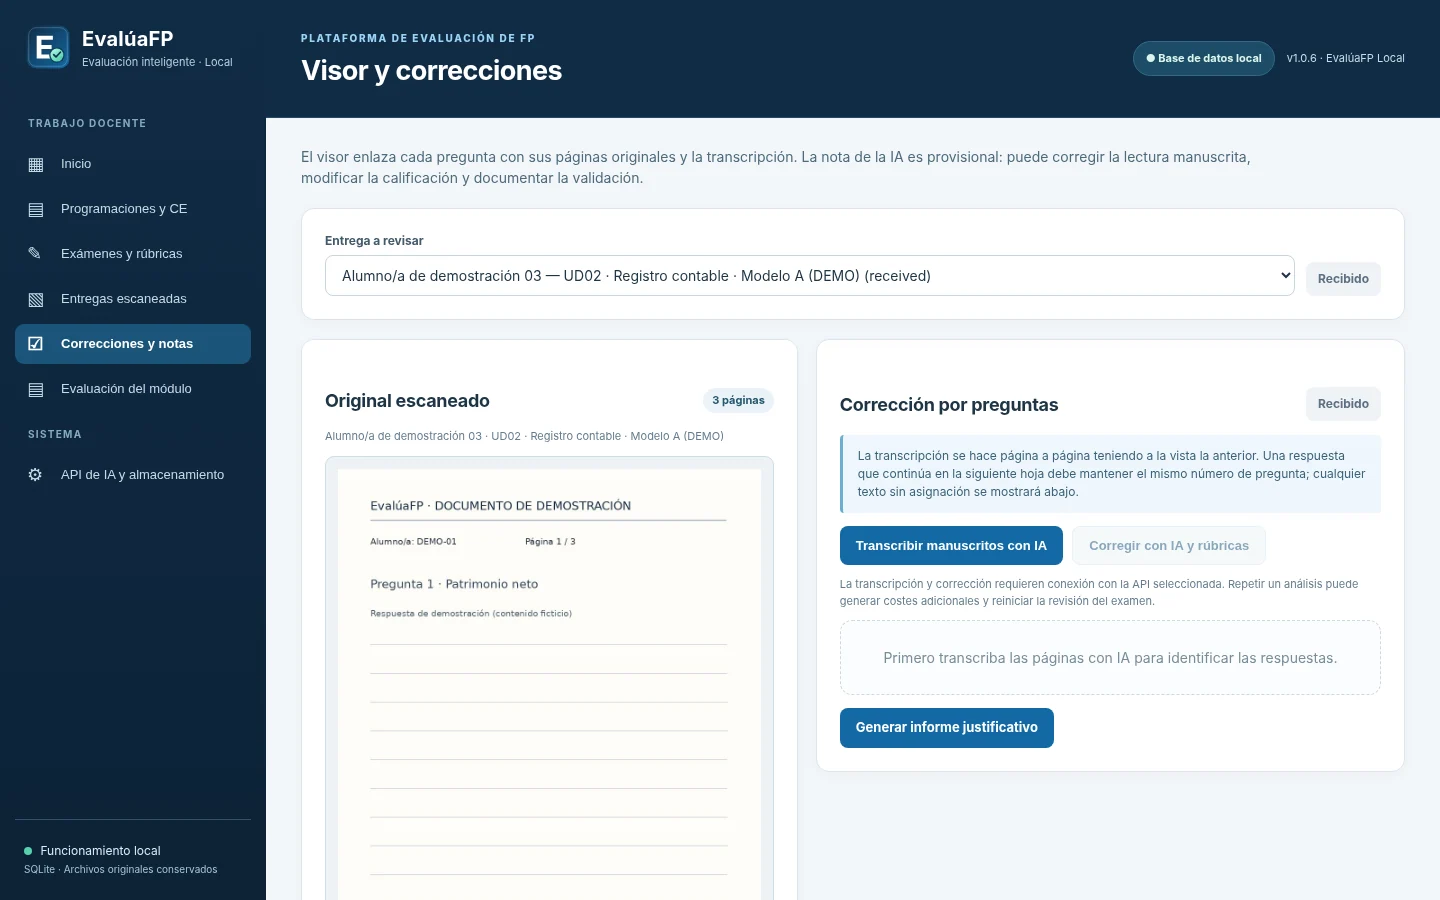 EvalúaFP
Evaluación inteligente · Local
TRABAJO DOCENTE
Inicio
Programaciones y CE
Exámenes y rúbricas
Entregas escaneadas
Correcciones y notas
Evaluación del módulo
SISTEMA
API de IA y almacenamiento
Funcionamiento local
SQLite · Archivos originales conservados
PLATAFORMA DE EVALUACIÓN DE FP
Visor y correcciones
Base de datos local
v1.0.6 · EvalúaFP Local
El visor enlaza cada pregunta con sus páginas originales y la transcripción. La nota de la IA es provisional: puede corregir la lectura manuscrita,
modificar la calificación y documentar la validación.
Entrega a revisar
Alumno/a de demostración 03 — UD02 · Registro contable · Modelo A (DEMO) (received)
Recibido
Original escaneado
3 páginas
Alumno/a de demostración 03 · UD02 · Registro contable · Modelo A (DEMO)
EvalúaFP · DOCUMENTO DE DEMOSTRACIÓN
Alumno/a: DEMO-01 Página 1 / 3
Pregunta 1 · Patrimonio neto
Respuesta de demostración (contenido ficticio)
Corrección por preguntas
Recibido
La transcripción se hace página a página teniendo a la vista la anterior. Una respuesta
que continúa en la siguiente hoja debe mantener el mismo número de pregunta; cualquier
texto sin asignación se mostrará abajo.
Transcribir manuscritos con IA
Corregir con IA y rúbricas
La transcripción y corrección requieren conexión con la API seleccionada. Repetir un análisis puede
generar costes adicionales y reiniciar la revisión del examen.
Primero transcriba las páginas con IA para identificar las respuestas.
Generar informe justificativo